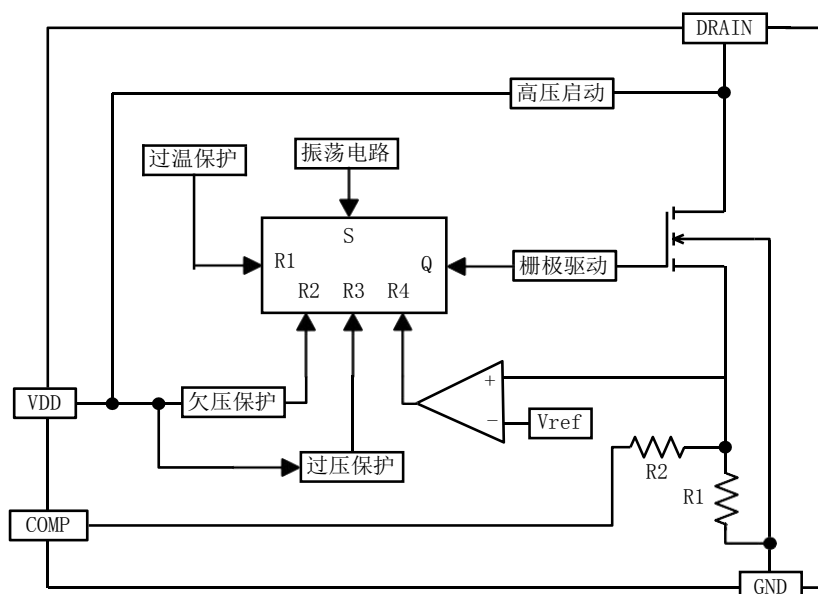 DRAIN
高压启动
过温保护
振荡电路
S
R1
Q
栅极驱动
R2
R3
R4
+
VDD
欠压保护
-
Vref
过压保护
R2
R1
COMP
GND